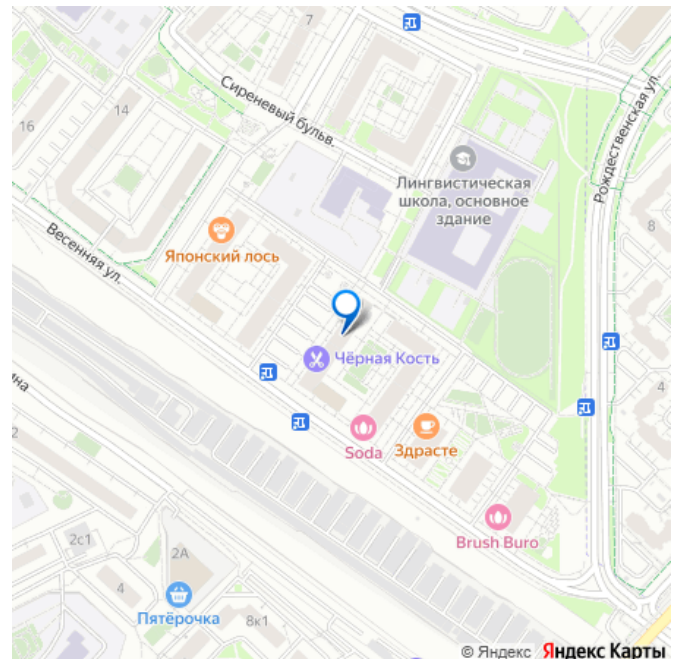 Сиреневый бульв.
Рождественская ул.
14
16
Лингвистическая
школа, основное
здание
8
Японский лось
Весенняя ул.
Чёрная Кость
4
ина
2
Soda
Здрасте
Brush Buro
2с1
2А
4
Пятёрочка
8к1
© Яндекс Яндекс Карты